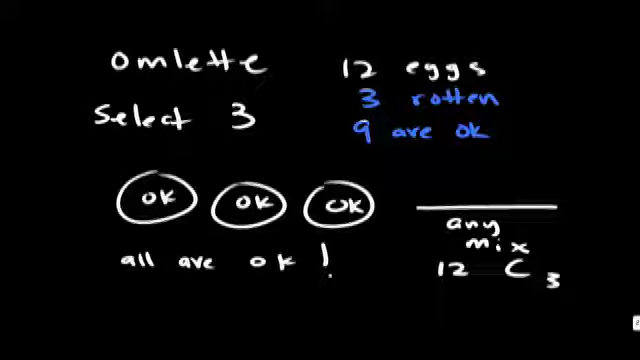 omlette
12 eggs
Select 3
3 rotten
9 are ok
ok ok ok
all are ok !
any
mix
12 C 3